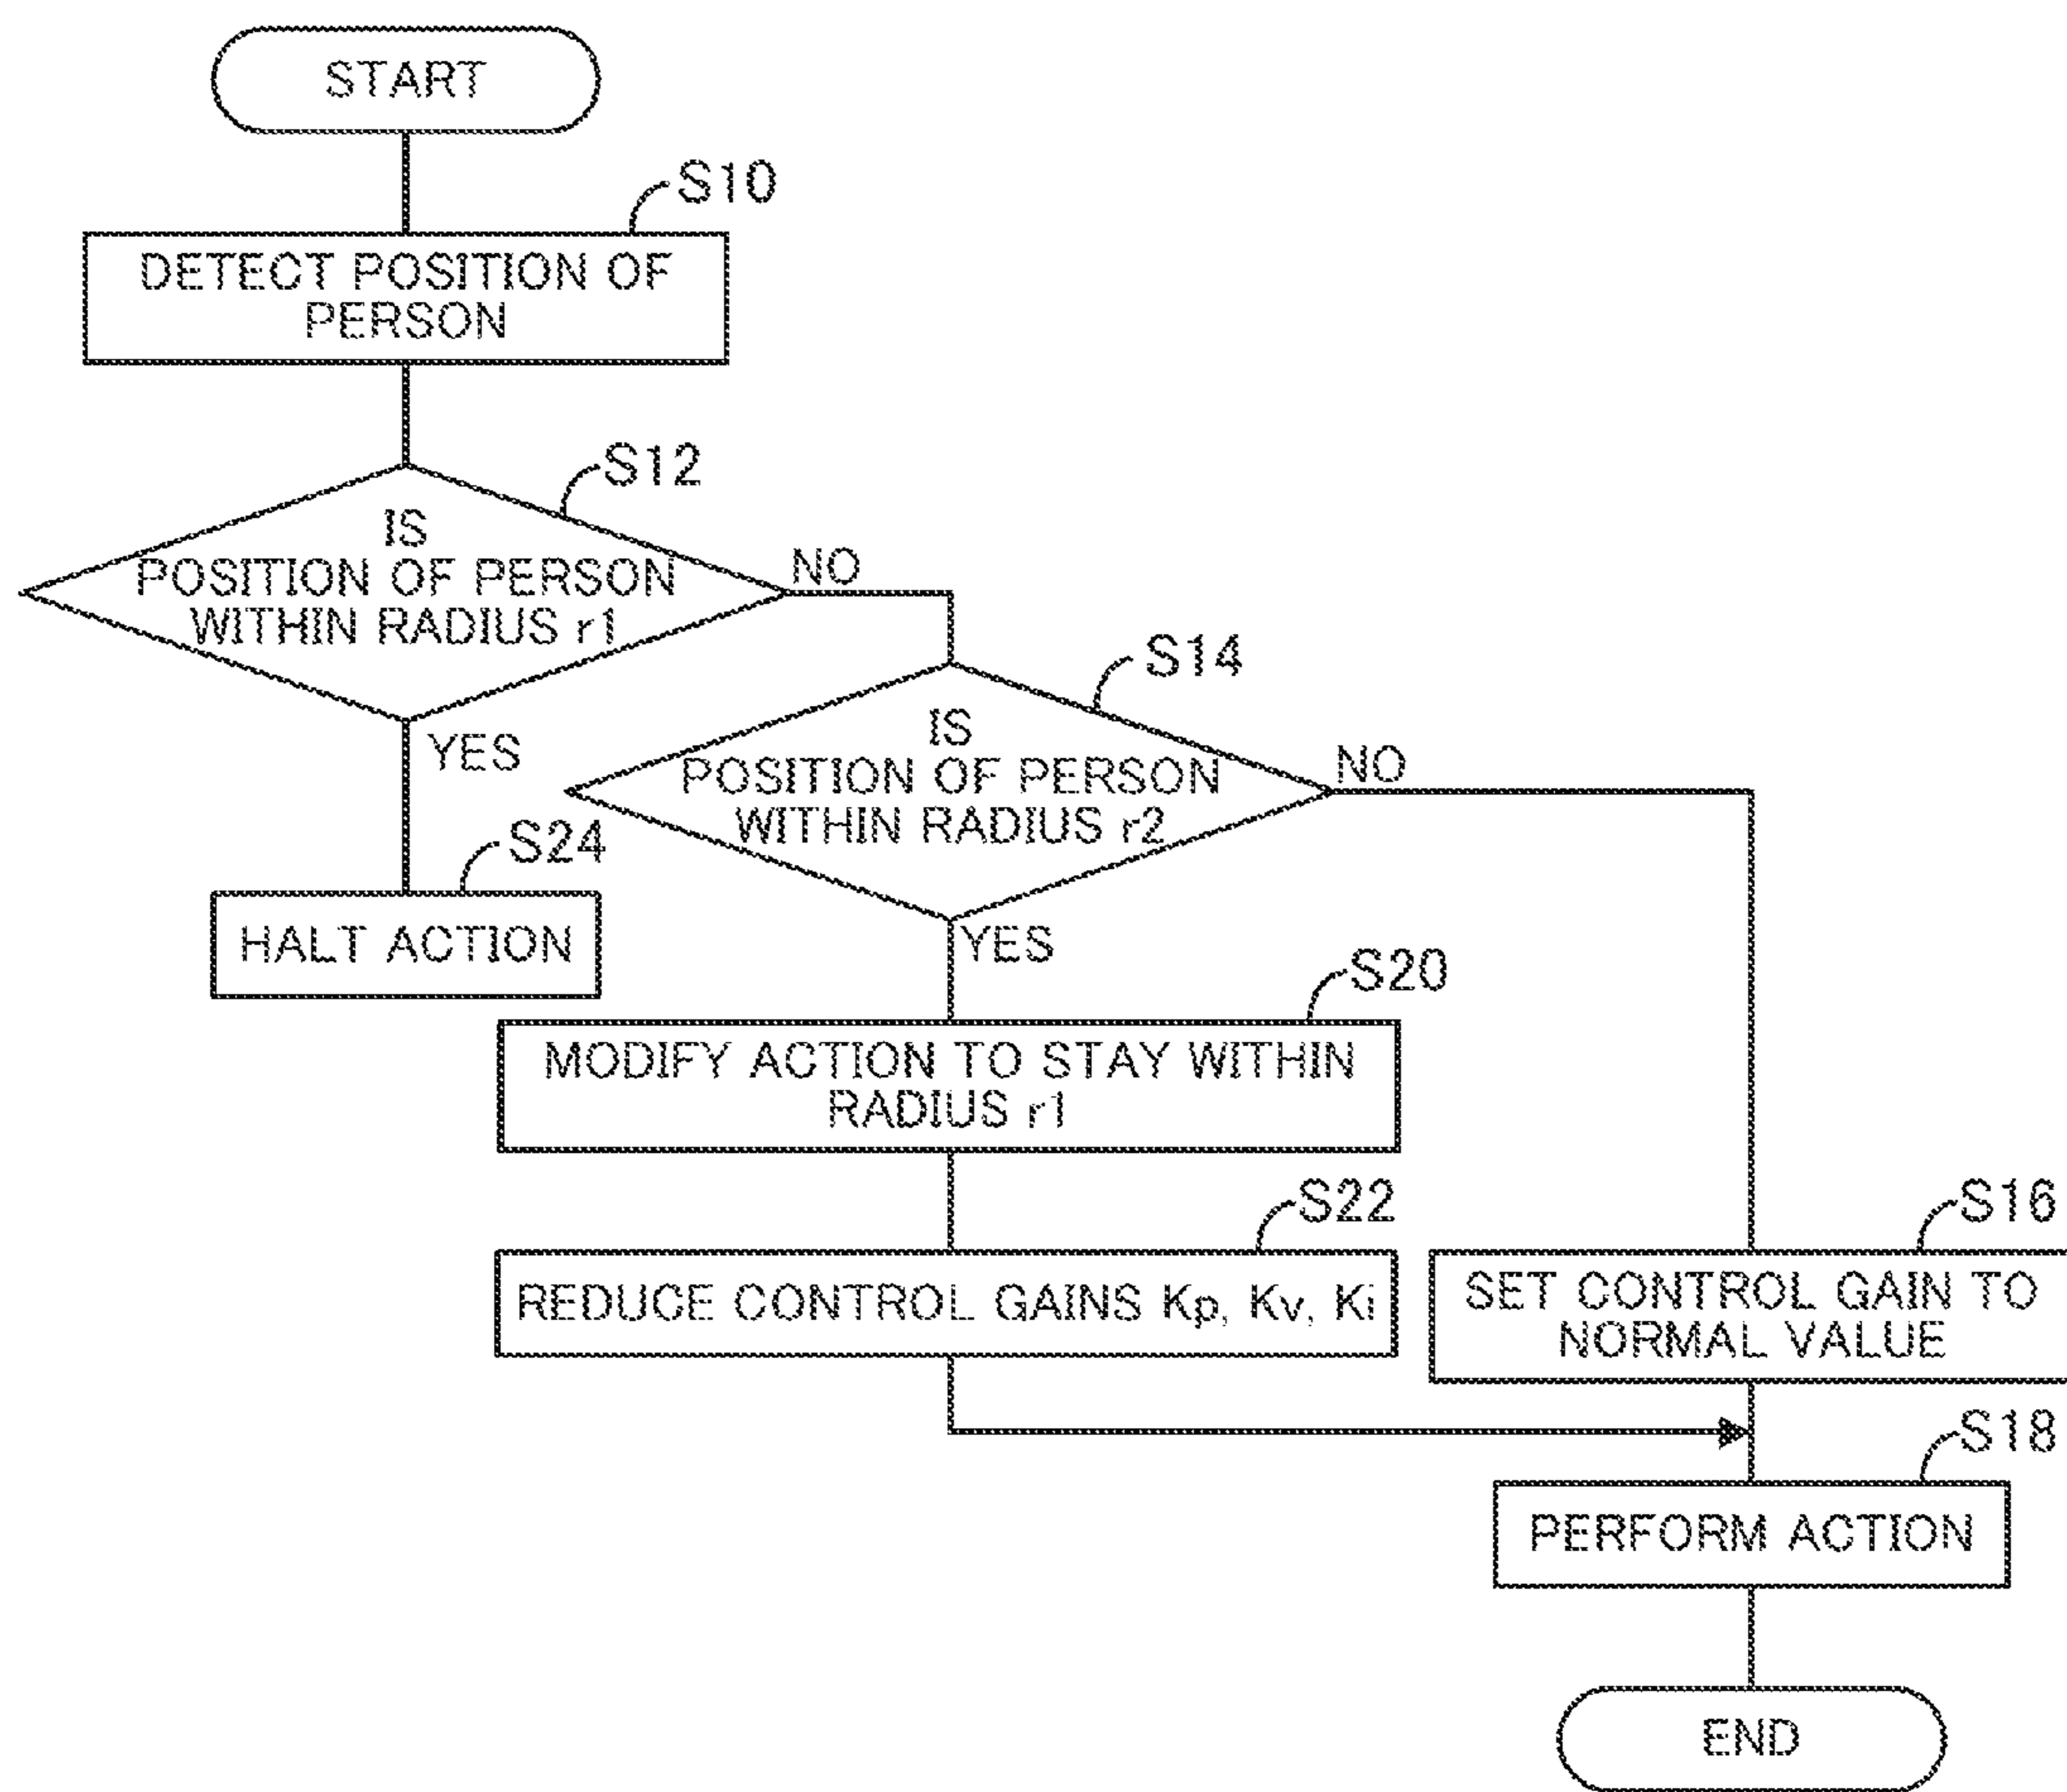 START
S10
DETECT POSITION OF
PERSON
S12
IS
POSITION OF PERSON
WITHIN RADIUS r1
NO
YES
S14
IS
POSITION OF PERSON
WITHIN RADIUS r2
NO
YES
S24
HALT ACTION
S20
MODIFY ACTION TO STAY WITHIN
RADIUS r1
S22
REDUCE CONTROL GAINS Kp, Kv, Ki
S16
SET CONTROL GAIN TO
NORMAL VALUE
S18
PERFORM ACTION
END